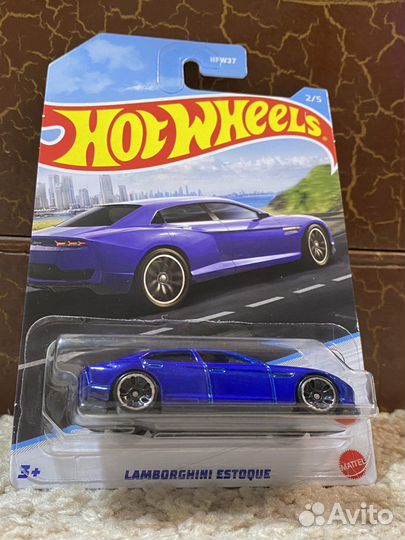 HFW37
2/5
HOT WHEELS
3+
LAMBORGHINI ESTOQUE
MATTEL
Avito